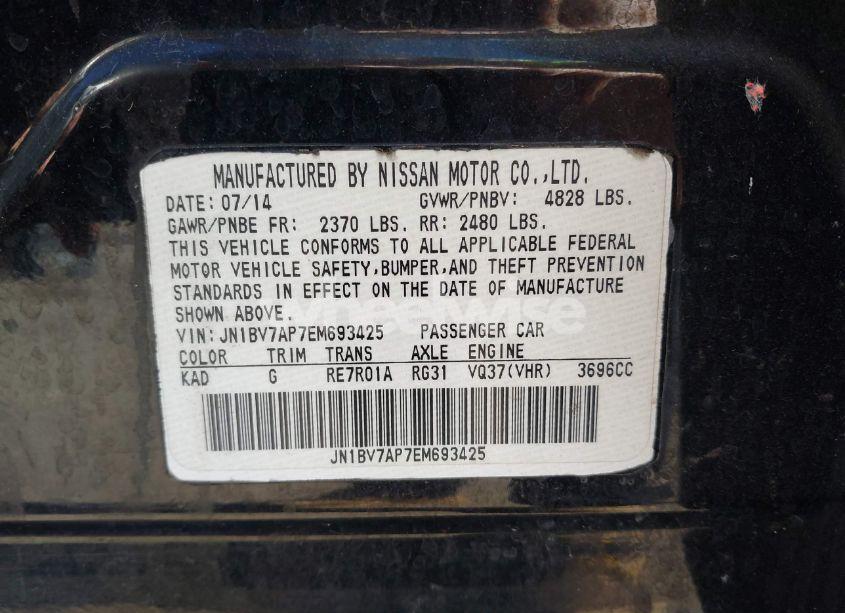 MANUFACTURED BY NISSAN MOTOR CO.,LTD.
DATE: 07/14 GVWR/PNBV: 4828 LBS.
GAWR/PNBE FR: 2370 LBS. RR: 2480 LBS.
THIS VEHICLE CONFORMS TO ALL APPLICABLE FEDERAL
MOTOR VEHICLE SAFETY,BUMPER,AND THEFT PREVENTION
STANDARDS IN EFFECT ON THE DATE OF MANUFACTURE
SHOWN ABOVE.
VIN:JN1BV7AP7EM693425 PASSENGER CAR
COLOR TRIM TRANS AXLE ENGINE
KAD G RE7R01A RG31 VQ37(VHR) 3696CC
JN1BV7AP7EM693425